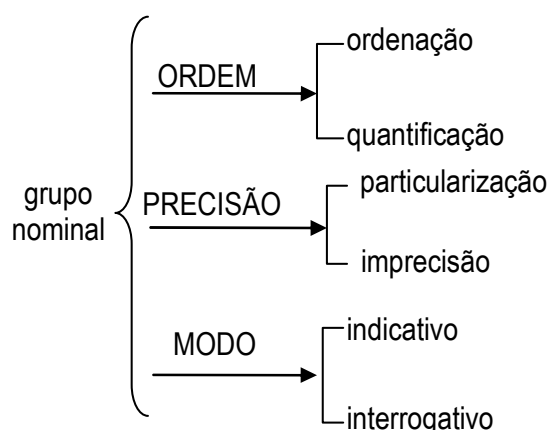 grupo
nominal
ORDEM
ordenação
quantificação
PRECISÃO
particularização
imprecisão
MODO
indicativo
interrogativo